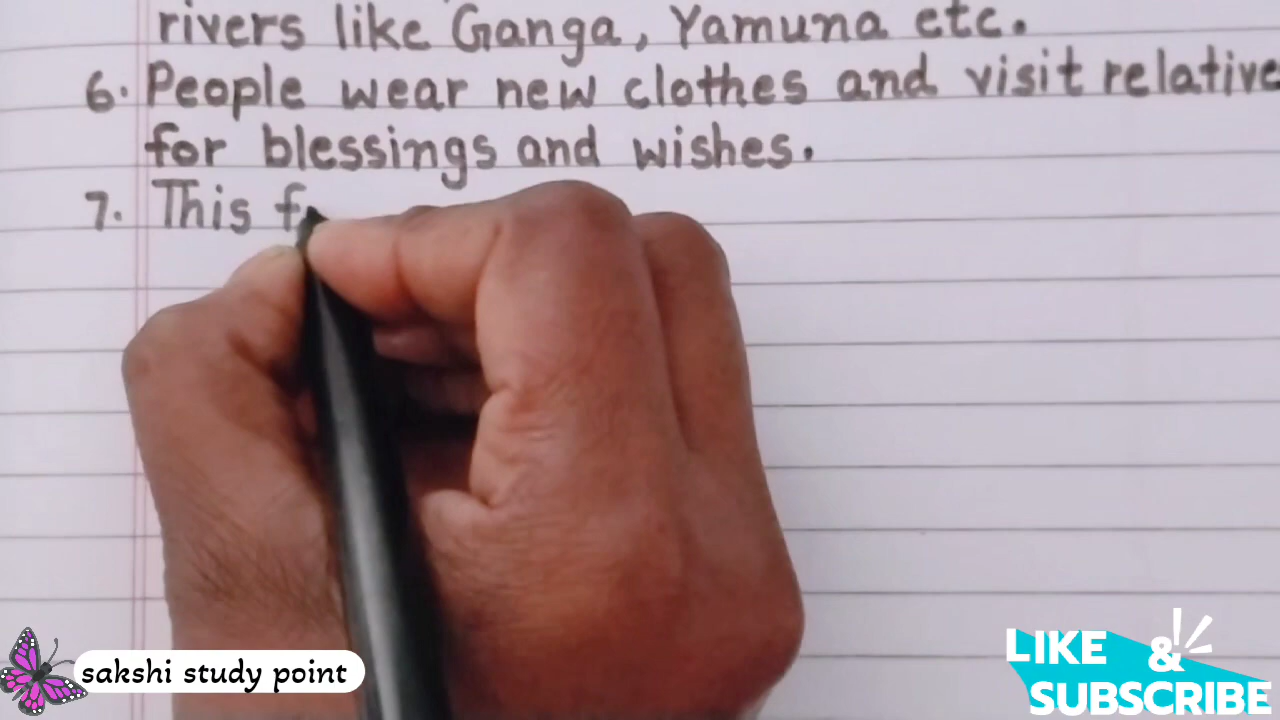 rivers like Ganga, Yamuna etc.
6. People wear new clothes and visit relative
for blessings and wishes.
7. This f
sakshi study point
LIKE &
SUBSCRIBE